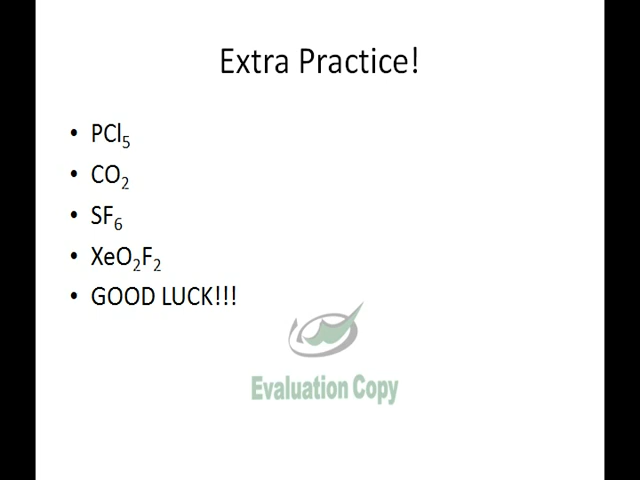 Extra Practice!
• PCl₅
• CO₂
• SF₆
• XeO₂F₂
• GOOD LUCK!!!
Evaluation Copy